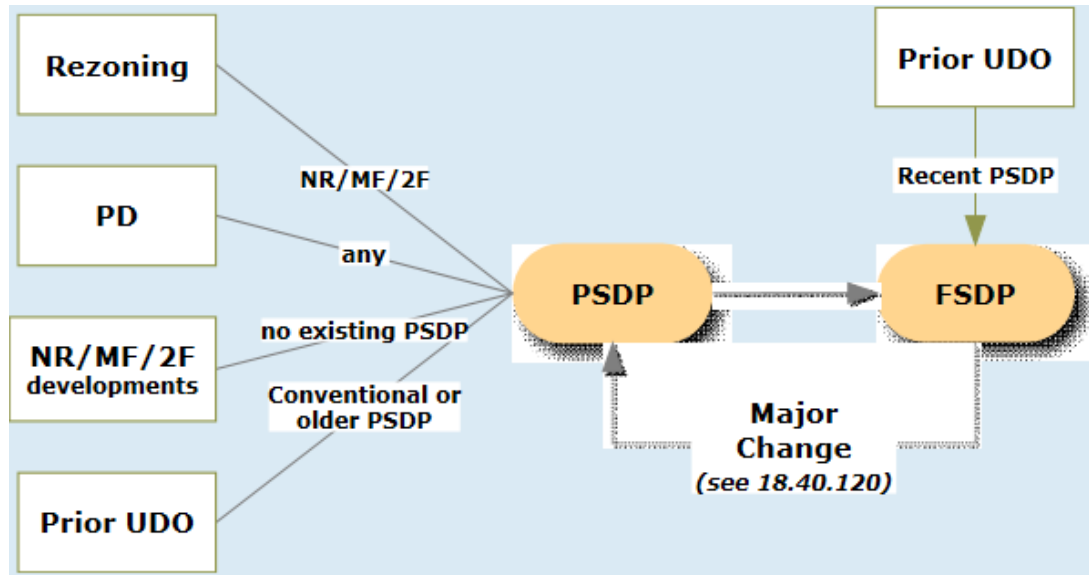 Rezoning
Prior UDO
NR/MF/2F
Recent PSDP
PD
any
PSDP
FSDP
no existing PSDP
NR/MF/2F
developments
Conventional or
older PSDP
Major
Change
(see 18.40.120)
Prior UDO